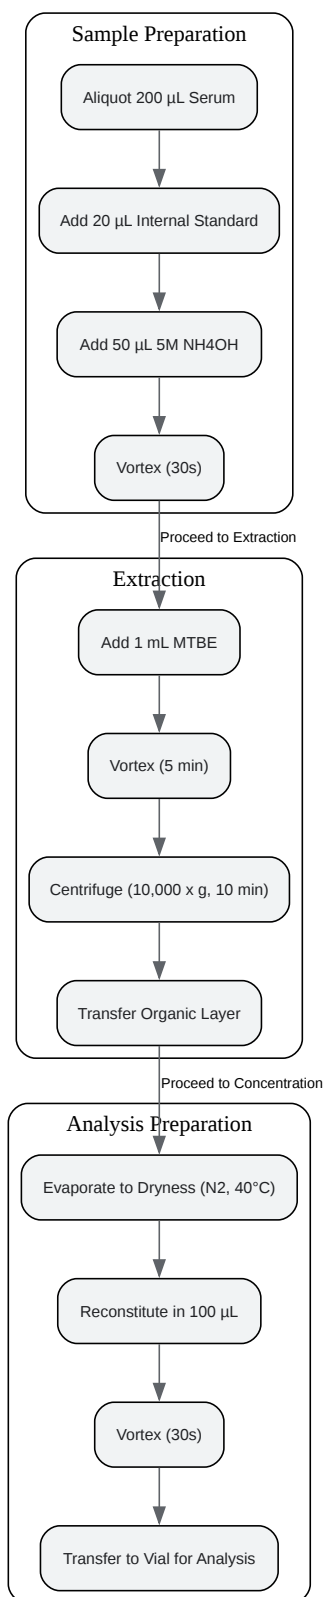 Sample Preparation
Aliquot 200 µL Serum
Add 20 µL Internal Standard
Add 50 µL 5M NH4OH
Vortex (30s)
Proceed to Extraction
Extraction
Add 1 mL MTBE
Vortex (5 min)
Centrifuge (10,000 x g, 10 min)
Transfer Organic Layer
Proceed to Concentration
Analysis Preparation
Evaporate to Dryness (N2, 40°C)
Reconstitute in 100 µL
Vortex (30s)
Transfer to Vial for Analysis